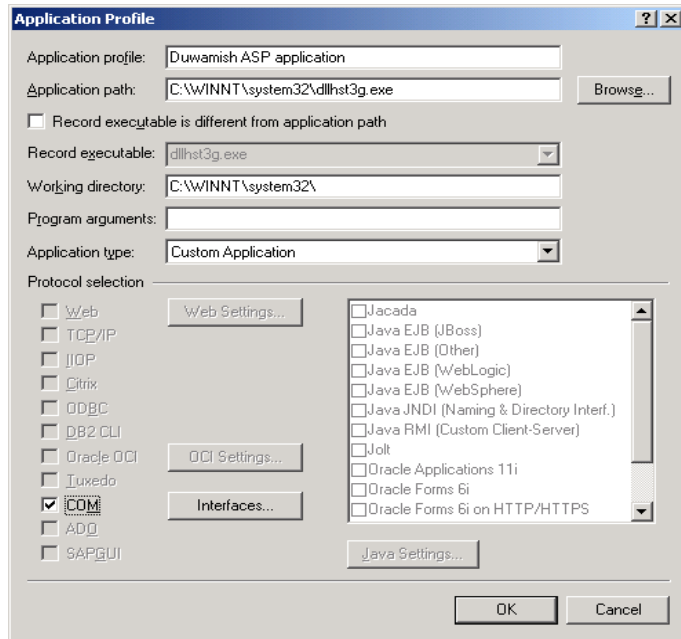 Application Profile
Application profile: Duwamish ASP application
Application path: C:\WINNT\system32\dllhst3g.exe Browse...
Record executable is different from application path
Record executable: dllhst3g.exe
Working directory: C:\WINNT\system32\
Program arguments:
Application type: Custom Application
Protocol selection
Web Web Settings...
TCP/IP
IIOP
Citrix
ODBC
DB2 CLI
Oracle OCI OCI Settings...
Tuxedo
COM Interfaces...
ADO
SAPGUI
Jacada
Java EJB (JBoss)
Java EJB (Other)
Java EJB (WebLogic)
Java EJB (WebSphere)
Java JNDI (Naming & Directory Interf.)
Java RMI (Custom Client-Server)
Jolt
Oracle Applications 11i
Oracle Forms 6i
Oracle Forms 6i on HTTP/HTTPS
Java Settings...
OK Cancel